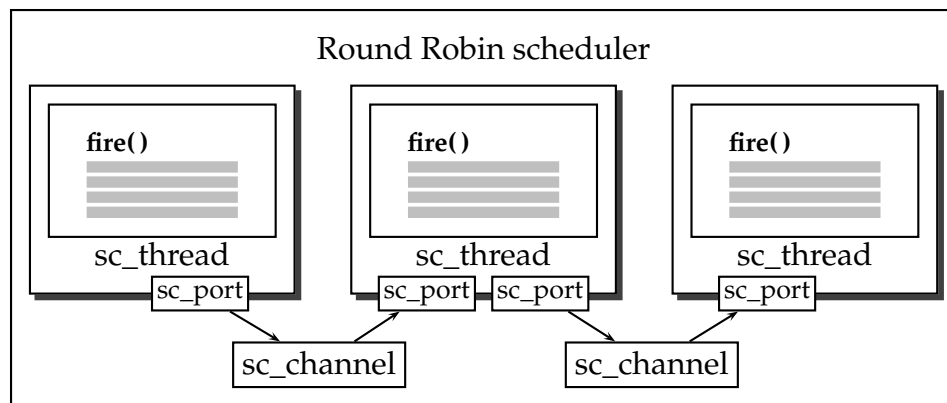 Round Robin scheduler
fire()
fire()
fire()
sc_thread
sc_thread
sc_thread
sc_port
sc_port
sc_port
sc_port
sc_channel
sc_channel